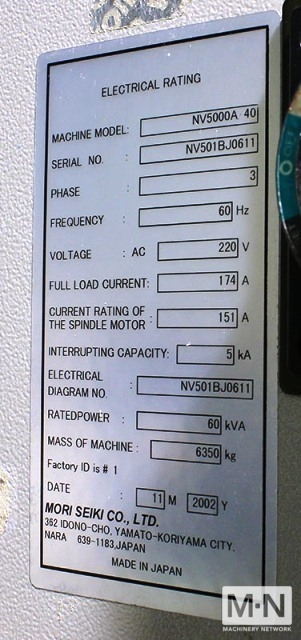 ELECTRICAL RATING
MACHINE MODEL: NV5000A 40
SERIAL NO. : NV501BJ0611
PHASE : 3
FREQUENCY : 60 Hz
VOLTAGE : AC 220 V
FULL LOAD CURRENT: 174 A
CURRENT RATING OF
THE SPINDLE MOTOR : 151 A
INTERRUPTING CAPACITY: 5 kA
ELECTRICAL
DIAGRAM NO. : NV501BJ0611
RATEDPOWER : 60 kVA
MASS OF MACHINE : 6350 kg
Factory ID is # 1
DATE : 11 M 2002 Y
MORI SEIKI CO., LTD.
362 IDONO-CHO, YAMATO-KORIYAMA CITY,
NARA 639-1183,JAPAN
MADE IN JAPAN
M·N
MACHINERY NETWORK